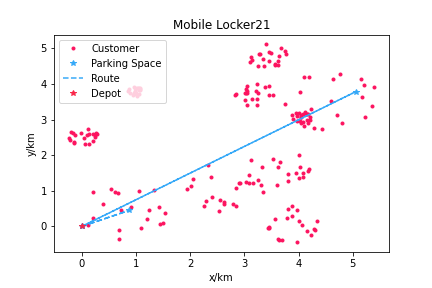 Mobile Locker21
Customer
Parking Space
Route
Depot
y/km
5
4
3
2
1
0
0 1 2 3 4 5
x/km